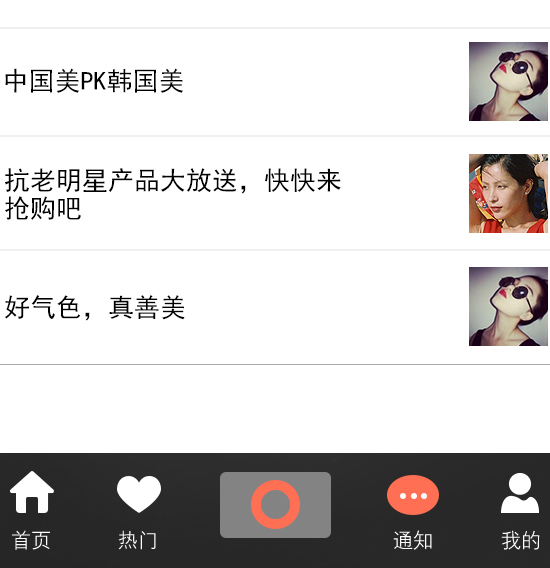 中国美PK韩国美
抗老明星产品大放送，快快来
抢购吧
好气色，真善美
首页
热门
通知
我的